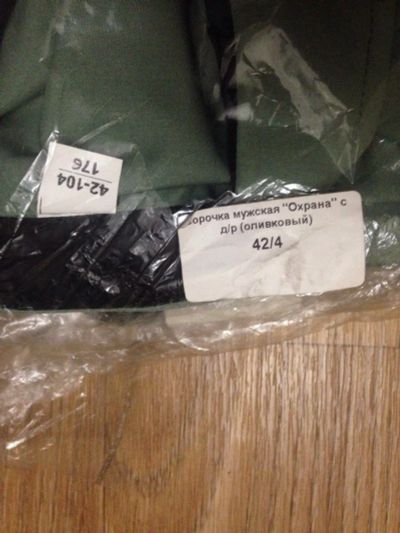 42-104
176
орочка мужская "Охрана" с
д/р (оливковый)
42/4